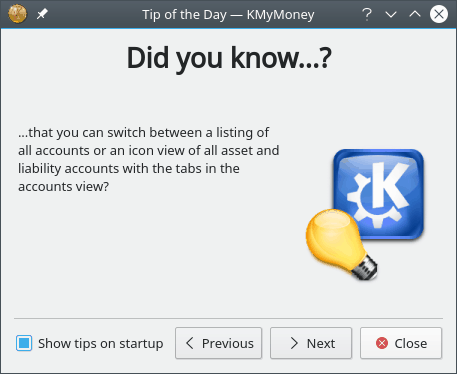 Tip of the Day — KMyMoney
Did you know...?
...that you can switch between a listing of
all accounts or an icon view of all asset and
liability accounts with the tabs in the
accounts view?
K
Show tips on startup
Previous
Next
Close